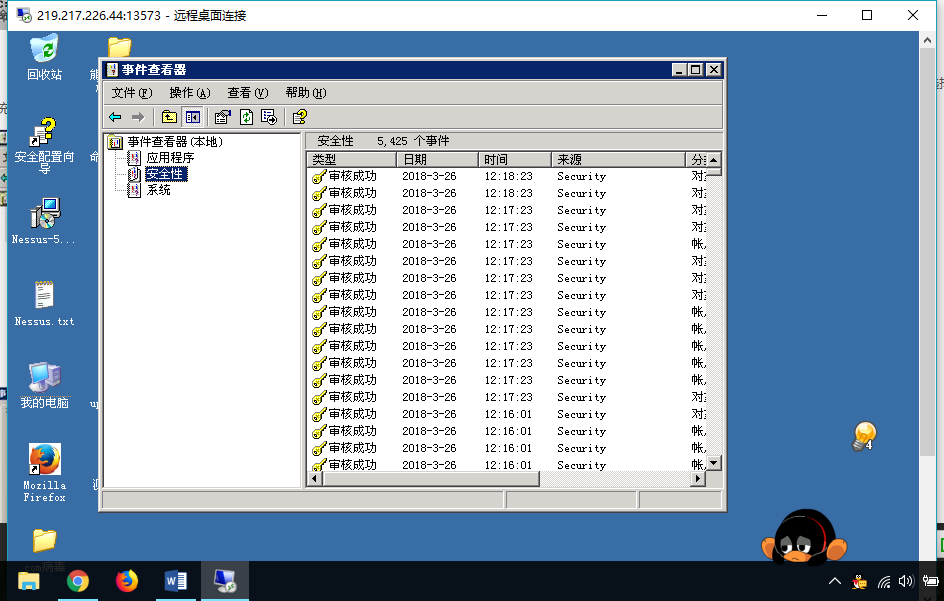 219.217.226.44:13573 - 远程桌面连接
回收站
安全配置向
导
Nessus-5...
Nessus.txt
我的电脑
Mozilla
Firefox
com病毒
事件查看器
文件(F) 操作(A) 查看(V) 帮助(H)
事件查看器(本地)
应用程序
安全性
系统
安全性 5,425 个事件
类型 日期 时间 来源
审核成功 2018-3-26 12:18:23 Security
审核成功 2018-3-26 12:18:23 Security
审核成功 2018-3-26 12:17:23 Security
审核成功 2018-3-26 12:17:23 Security
审核成功 2018-3-26 12:17:23 Security 帐
审核成功 2018-3-26 12:17:23 Security
审核成功 2018-3-26 12:17:23 Security
审核成功 2018-3-26 12:17:23 Security
审核成功 2018-3-26 12:17:23 Security 帐
审核成功 2018-3-26 12:17:23 Security 帐
审核成功 2018-3-26 12:17:23 Security 帐
审核成功 2018-3-26 12:17:23 Security 帐
审核成功 2018-3-26 12:17:23 Security
审核成功 2018-3-26 12:17:23 Security
审核成功 2018-3-26 12:16:01 Security
审核成功 2018-3-26 12:16:01 Security 帐
审核成功 2018-3-26 12:16:01 Security 帐
审核成功 2018-3-26 12:16:01 Security 帐
4